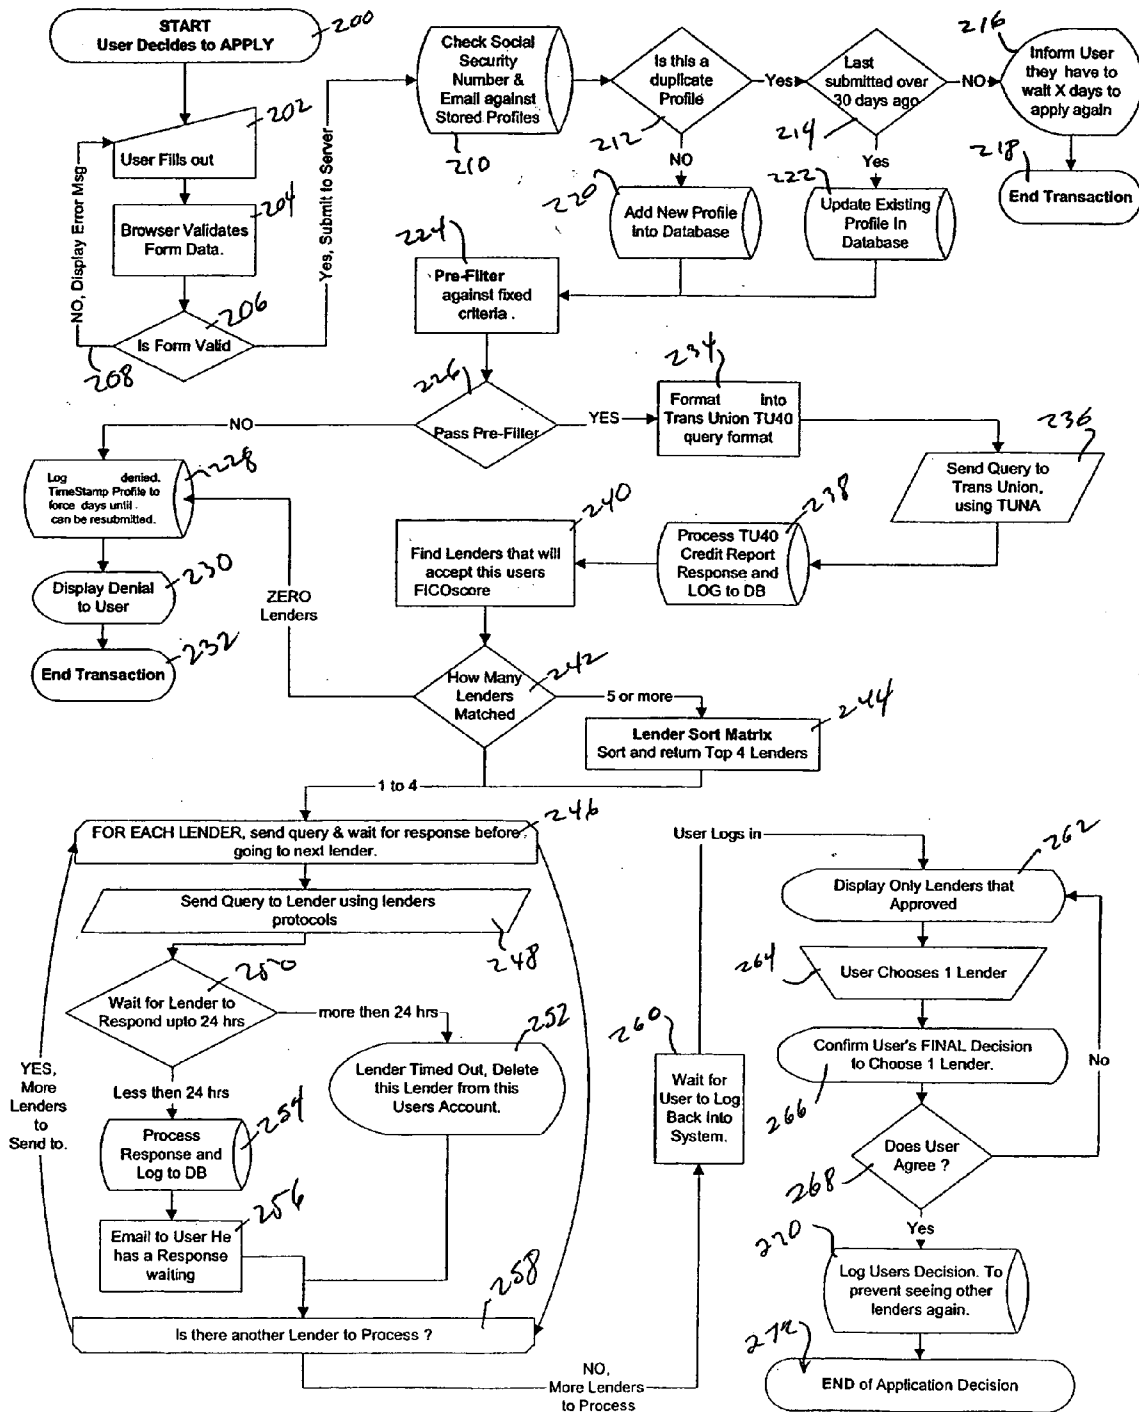 START
User Decides to APPLY
200
202
User Fills out
204
Browser Validates
Form Data.
206
Is Form Valid
208
NO, Display Error Msg
Yes, Submit to Server
Check Social
Security
Number &
Email against
Stored Profiles
210
Is this a
duplicate
Profile
212
Yes
NO
Last
submitted over
30 days ago
214
NO
Yes
216
Inform User
they have to
wait X days to
apply again
218
End Transaction
220
Add New Profile
Into Database
222
Update Existing
Profile In
Database
224
Pre-Filter
against fixed
criteria .
226
Pass Pre-Filter
NO
YES
228
Log denied.
TimeStamp Profile to
force days until .
can be resubmitted.
230
Display Denial
to User
232
End Transaction
234
Format Into
Trans Union TU40
query format
236
Send Query to
Trans Union,
using TUNA
238
Process TU40
Credit Report
Response and
LOG to DB
240
Find Lenders that will
accept this users
FICOscore
ZERO
Lenders
242
How Many
Lenders
Matched
5 or more
244
Lender Sort Matrix
Sort and return Top 4 Lenders
1 to 4
246
FOR EACH LENDER, send query & wait for response before
going to next lender.
Send Query to Lender using lenders
protocols
248
250
Wait for Lender to
Respond upto 24 hrs
more then 24 hrs
252
Lender Timed Out, Delete
this Lender from this
Users Account.
Less then 24 hrs
254
Process
Response and
Log to DB
256
Email to User He
has a Response
waiting
258
Is there another Lender to Process ?
YES,
More
Lenders
to
Send to.
NO,
More Lenders
to Process
260
Wait for
User to Log
Back Into
System.
User Logs in
262
Display Only Lenders that
Approved
264
User Chooses 1 Lender
Confirm User's FINAL Decision
to Choose 1 Lender.
266
Does User
Agree ?
268
No
Yes
270
Log Users Decision. To
prevent seeing other
lenders again.
272
END of Application Decision